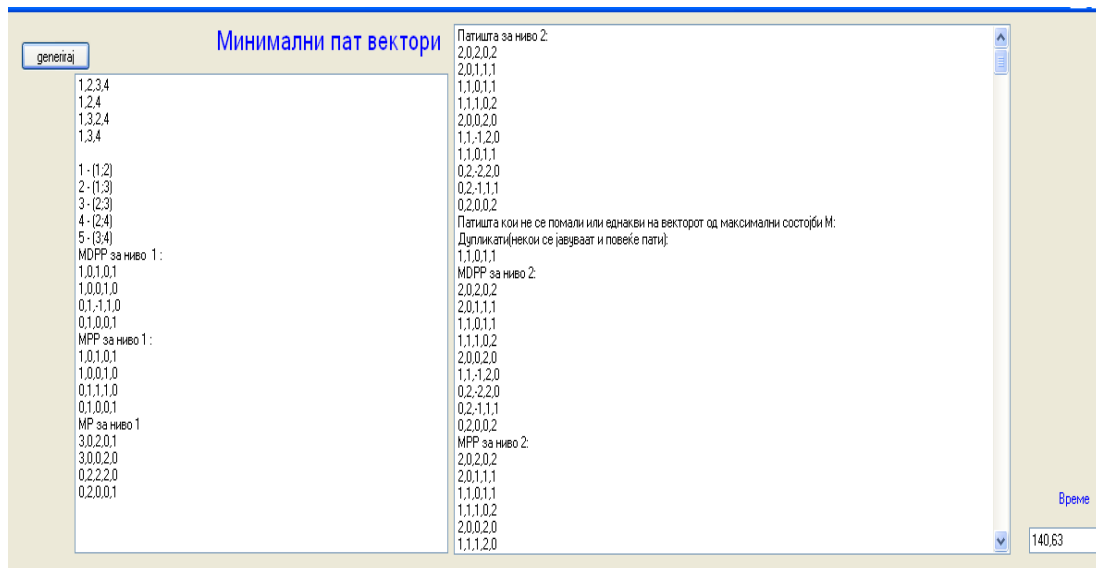 Минимални пат вектори
generiraj
1,2,3,4
1,2,4
1,3,2,4
1,3,4
1 - (1;2)
2 - (1;3)
3 - (2;3)
4 - (2;4)
5 - (3;4)
MDPP за ниво 1 :
1,0,1,0,1
1,0,0,1,0
0,1,-1,1,0
0,1,0,0,1
MPP за ниво 1 :
1,0,1,0,1
1,0,0,1,0
0,1,1,1,0
0,1,0,0,1
MP за ниво 1
3,0,2,0,1
3,0,0,2,0
0,2,2,2,0
0,2,0,0,1
Патишта за ниво 2:
2,0,2,0,2
2,0,1,1,1
1,1,0,1,1
1,1,1,0,2
2,0,0,2,0
1,1,-1,2,0
1,1,0,1,1
0,2,-2,2,0
0,2,-1,1,1
0,2,0,0,2
Патишта кои не се помали или еднакви на векторот од максимални состојби М:
Дупликати(некои се јавуваат и повеќе пати):
1,1,0,1,1
MDPP за ниво 2:
2,0,2,0,2
2,0,1,1,1
1,1,0,1,1
1,1,1,0,2
2,0,0,2,0
1,1,-1,2,0
0,2,-2,2,0
0,2,-1,1,1
0,2,0,0,2
MPP за ниво 2:
2,0,2,0,2
2,0,1,1,1
1,1,0,1,1
1,1,1,0,2
2,0,0,2,0
1,1,1,2,0
Време
140,63